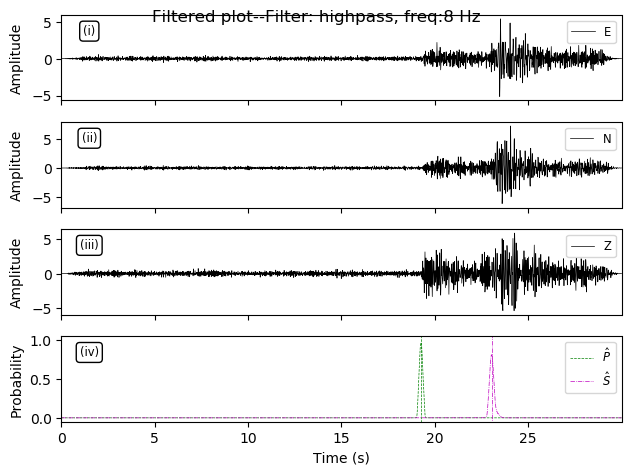 Filtered plot--Filter: highpass, freq:8 Hz
(i)
E
Amplitude
5
0
−5
(ii)
N
Amplitude
5
0
−5
(iii)
Z
Amplitude
5
0
−5
(iv)
P̂
Ŝ
Probability
1.0
0.5
0.0
0 5 10 15 20 25
Time (s)